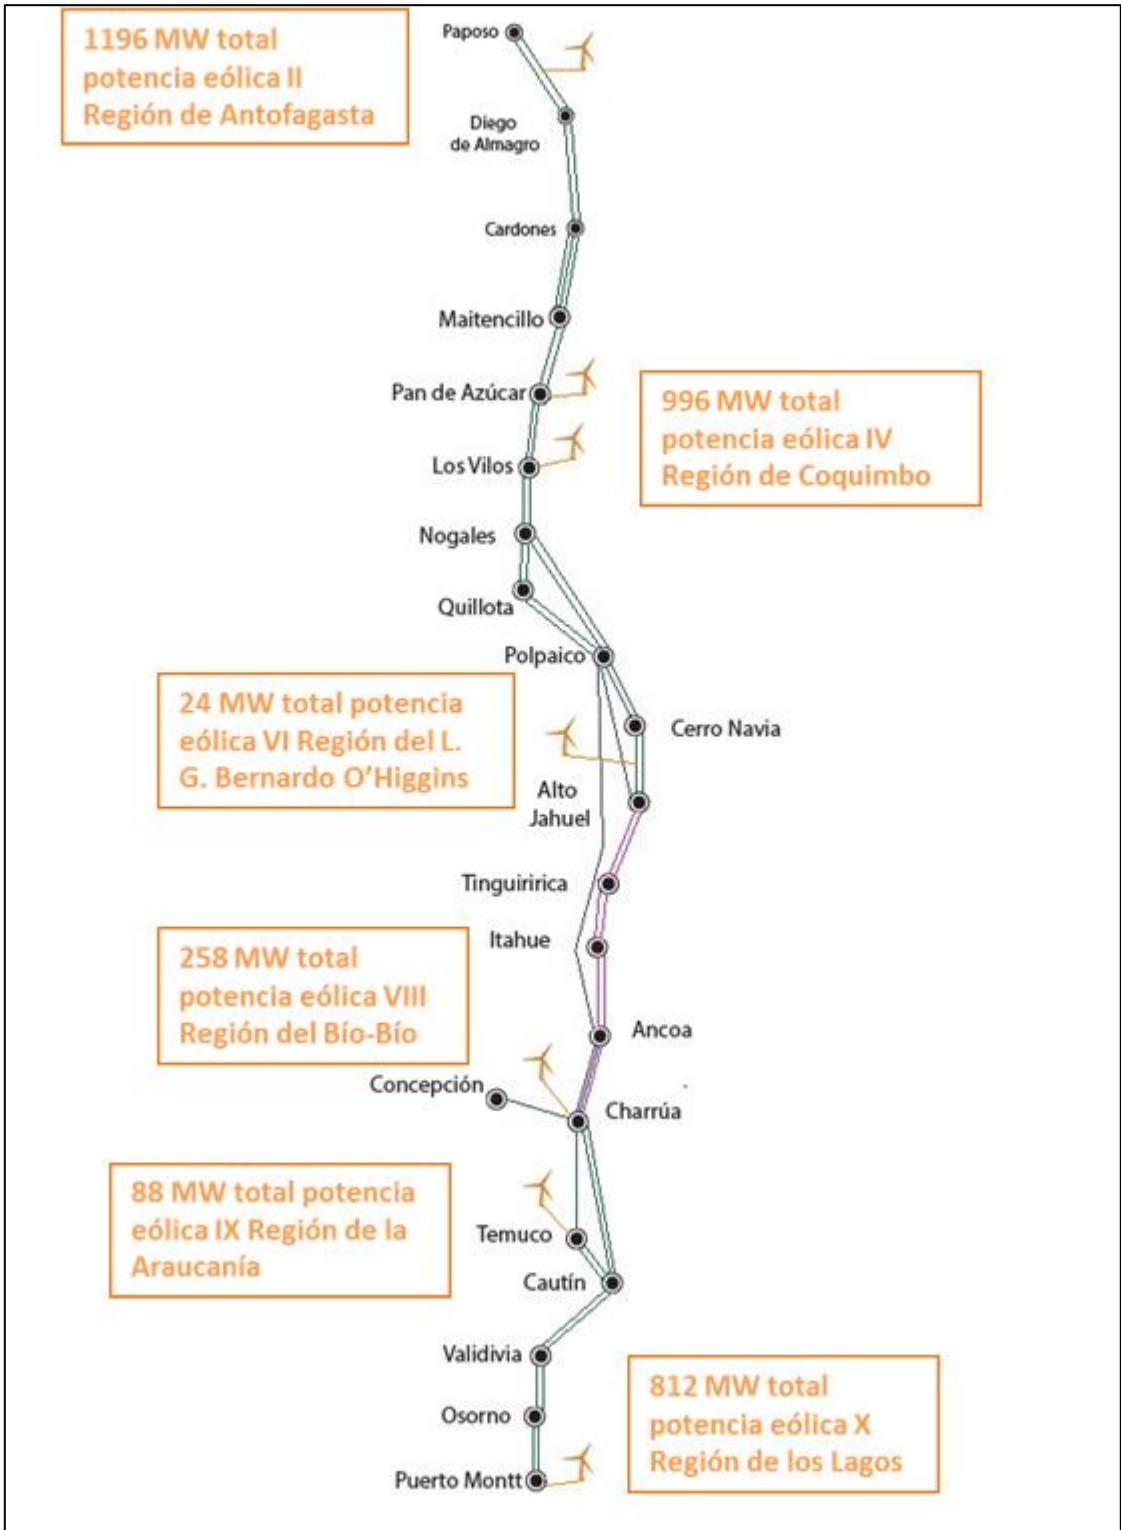 1196 MW total
potencia eólica II
Región de Antofagasta
Paposo
Diego
de Almagro
Cardones
Maitencillo
Pan de Azúcar
996 MW total
potencia eólica IV
Región de Coquimbo
Los Vilos
Nogales
Quillota
Polpaico
24 MW total potencia
eólica VI Región del L.
G. Bernardo O'Higgins
Cerro Navia
Alto
Jahuel
Tinguiririca
Itahue
258 MW total
potencia eólica VIII
Región del Bío-Bío
Ancoa
Concepción
Charrúa
88 MW total potencia
eólica IX Región de la
Araucanía
Temuco
Cautín
Validivia
812 MW total
potencia eólica X
Región de los Lagos
Osorno
Puerto Montt